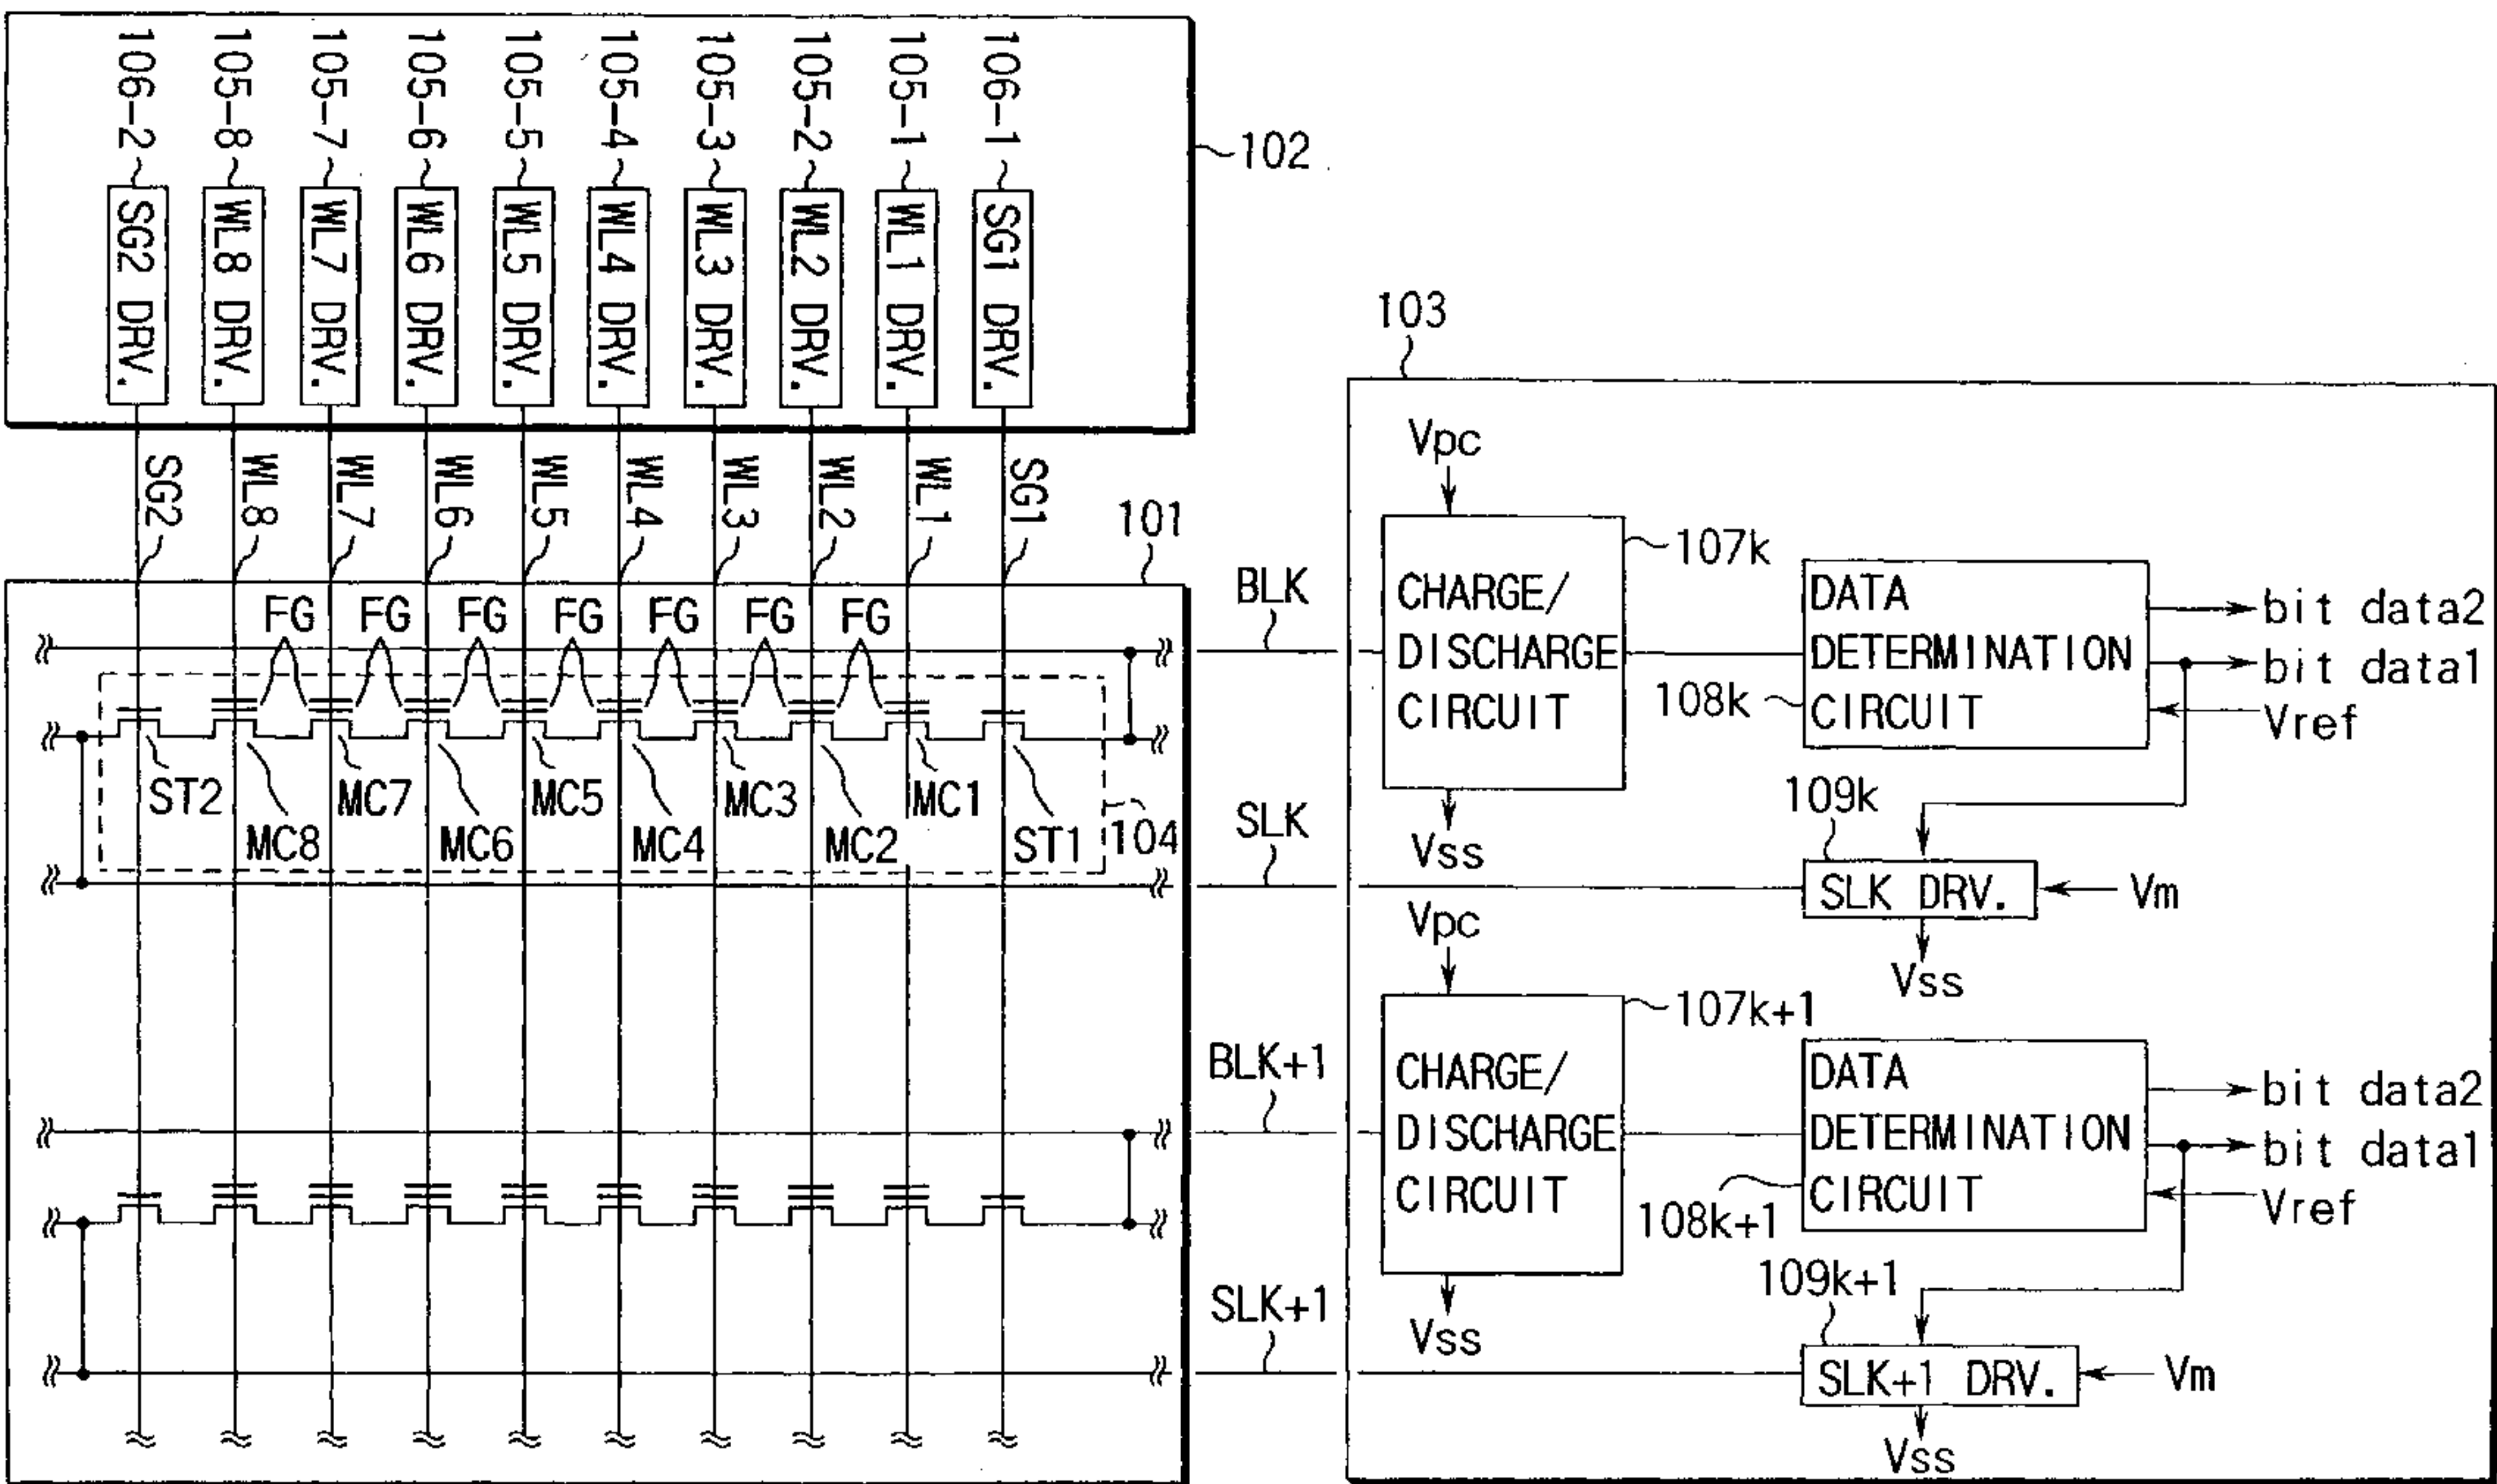 106-2
105-8
105-7
105-6
105-5
105-4
105-3
105-2
105-1
106-1
102
SG2 DRV.
WL8 DRV.
WL7 DRV.
WL6 DRV.
WL5 DRV.
WL4 DRV.
WL3 DRV.
WL2 DRV.
WL1 DRV.
SG1 DRV.
SG2
WL8
WL7
WL6
WL5
WL4
WL3
WL2
WL1
SG1
101
FG
FG
FG
FG
FG
FG
FG
ST2
MC7
MC5
MC3
MC1
MC8
MC6
MC4
MC2
ST1
104
BLK
SLK
BLK+1
SLK+1
103
Vpc
107k
CHARGE/
DISCHARGE
CIRCUIT
Vss
108k
DATA
DETERMINATION
CIRCUIT
bit data2
bit data1
Vref
109k
SLK DRV.
Vm
Vss
Vpc
107k+1
CHARGE/
DISCHARGE
CIRCUIT
Vss
108k+1
DATA
DETERMINATION
CIRCUIT
bit data2
bit data1
Vref
109k+1
SLK+1 DRV.
Vm
Vss